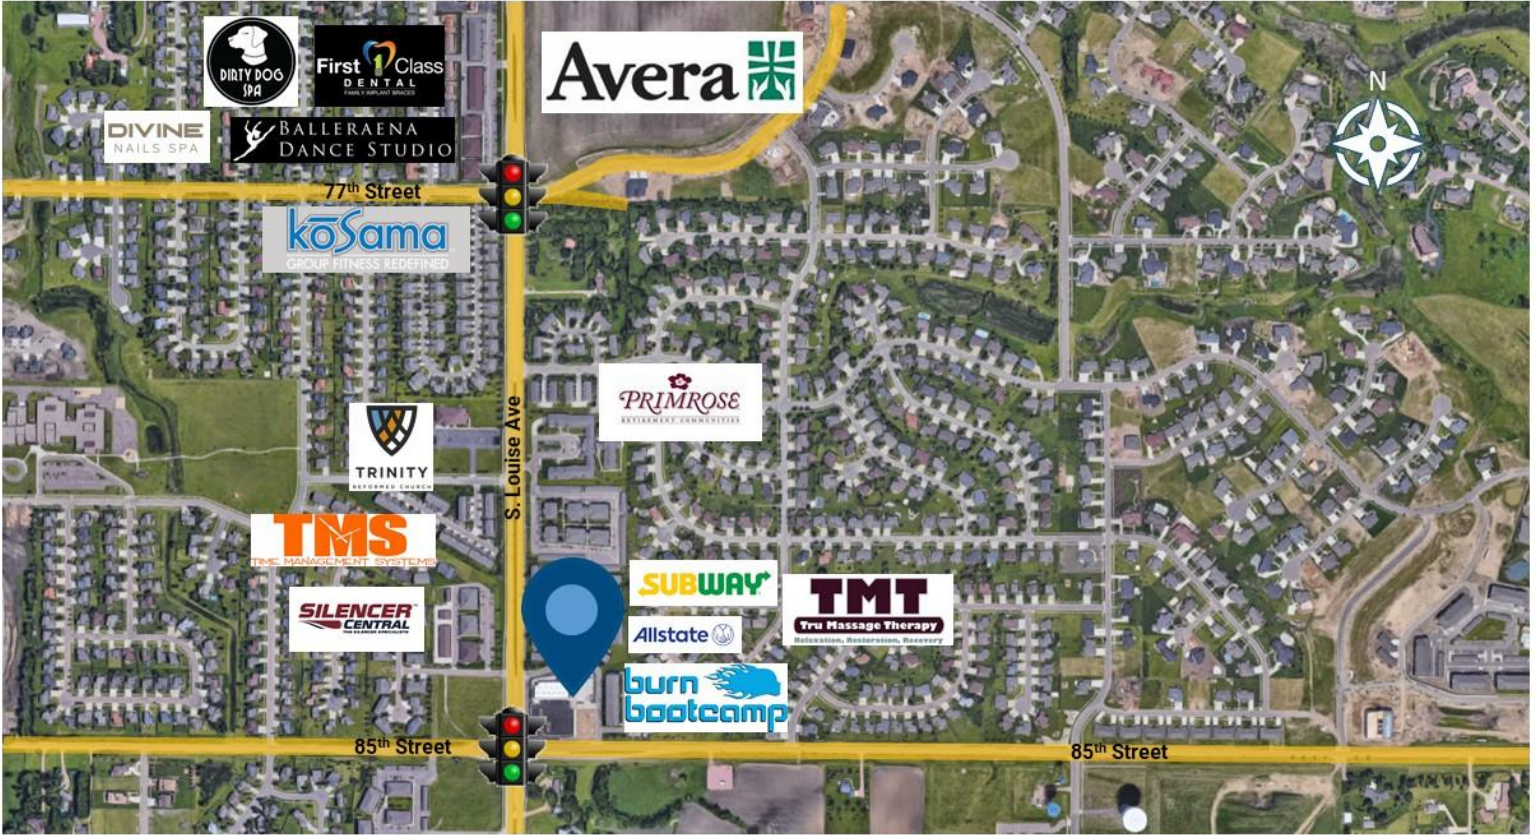 DIRTY DOG
SPA
First 1 Class
DENTAL
FAMILY IMPLANT BRACES
Avera
N
DIVINE
NAILS SPA
BALLERAENA
DANCE STUDIO
77th Street
kōSama
GROUP FITNESS REDEFINED
PRIMROSE
RETIREMENT COMMUNITIES
S. Louise Ave
TRINITY
REFORMED CHURCH
TMS
TIME MANAGEMENT SYSTEMS
SUBWAY
TMT
Tru Massage Therapy
Relaxation, Restoration, Recovery
SILENCER
CENTRAL
THE SILENCER SPECIALISTS
Allstate
burn
bootcamp
85th Street
85th Street